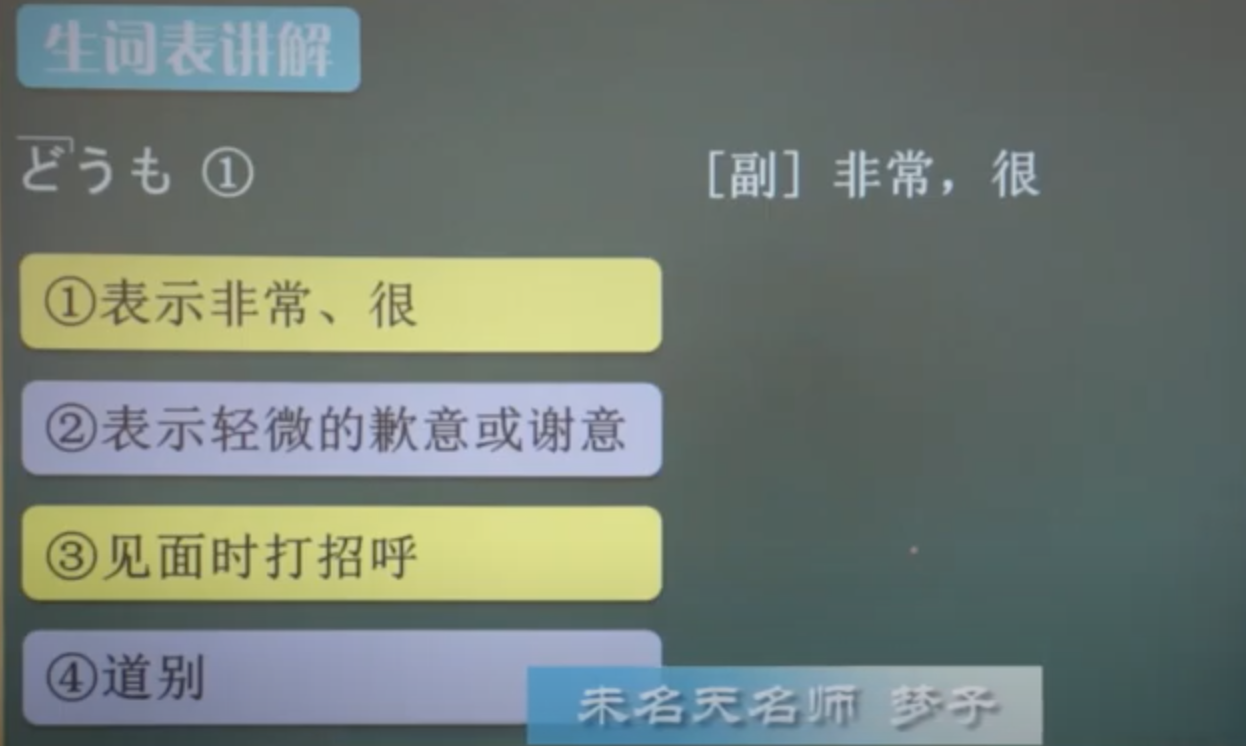 生词表讲解
どうも ① [副] 非常，很
①表示非常、很
②表示轻微的歉意或谢意
③见面时打招呼
④道别
未名天名师 梦予